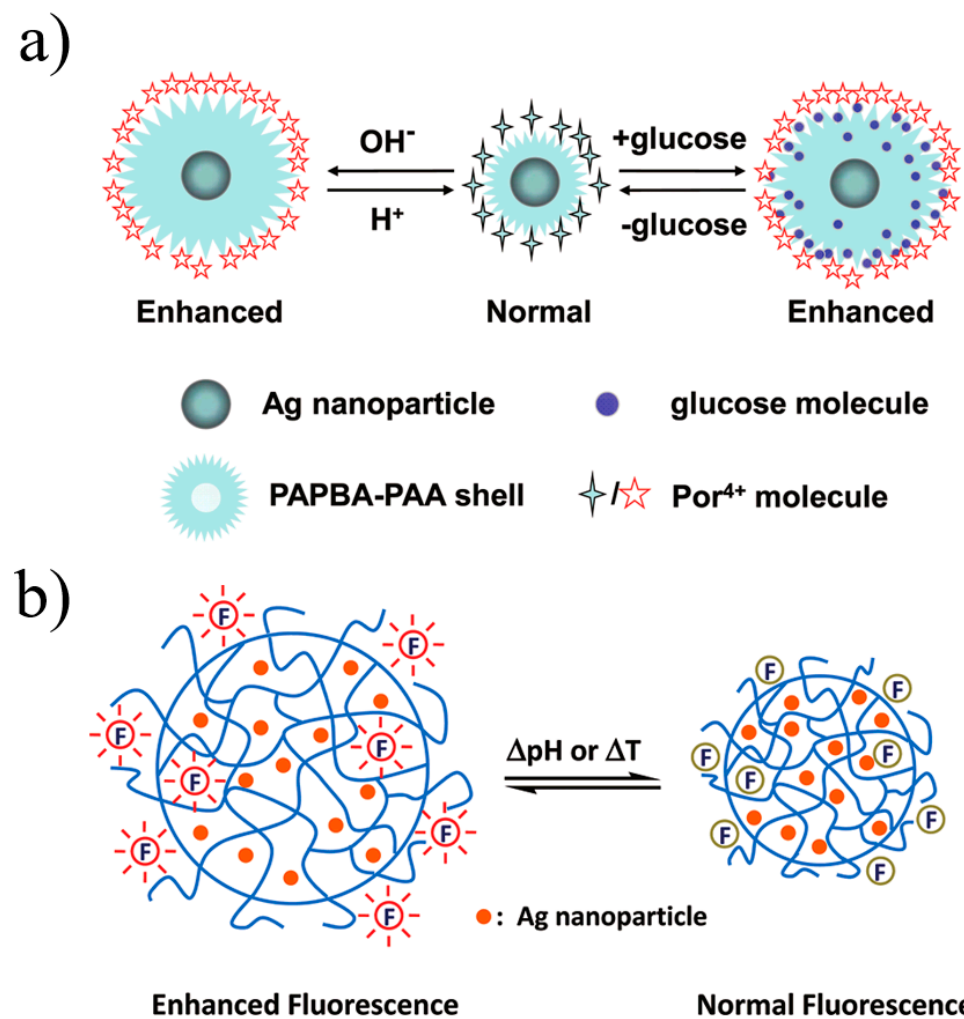 a)
OH⁻ +glucose
H⁺ -glucose
Enhanced Normal Enhanced
Ag nanoparticle glucose molecule
PAPBA-PAA shell / Por⁴⁺ molecule
b)
F F
F F ΔpH or ΔT F F
F F F F F
F F F F
F F
: Ag nanoparticle
Enhanced Fluorescence Normal Fluorescence